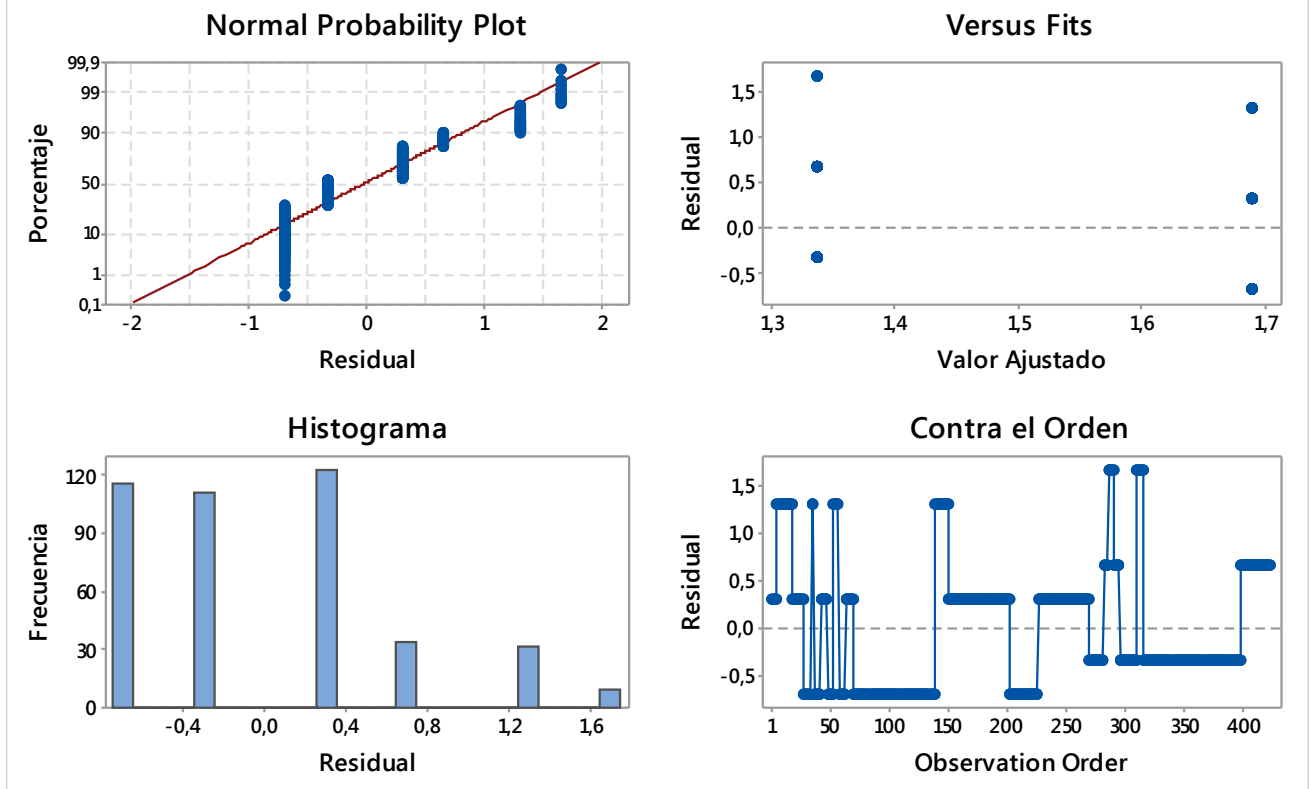 Normal Probability Plot
99,9
99
90
50
10
1
0,1
Porcentaje
-2 -1 0 1 2
Residual
Versus Fits
1,5
1,0
0,5
0,0
-0,5
Residual
1,3 1,4 1,5 1,6 1,7
Valor Ajustado
Histograma
120
90
60
30
0
Frecuencia
-0,4 0,0 0,4 0,8 1,2 1,6
Residual
Contra el Orden
1,5
1,0
0,5
0,0
-0,5
Residual
1 50 100 150 200 250 300 350 400
Observation Order